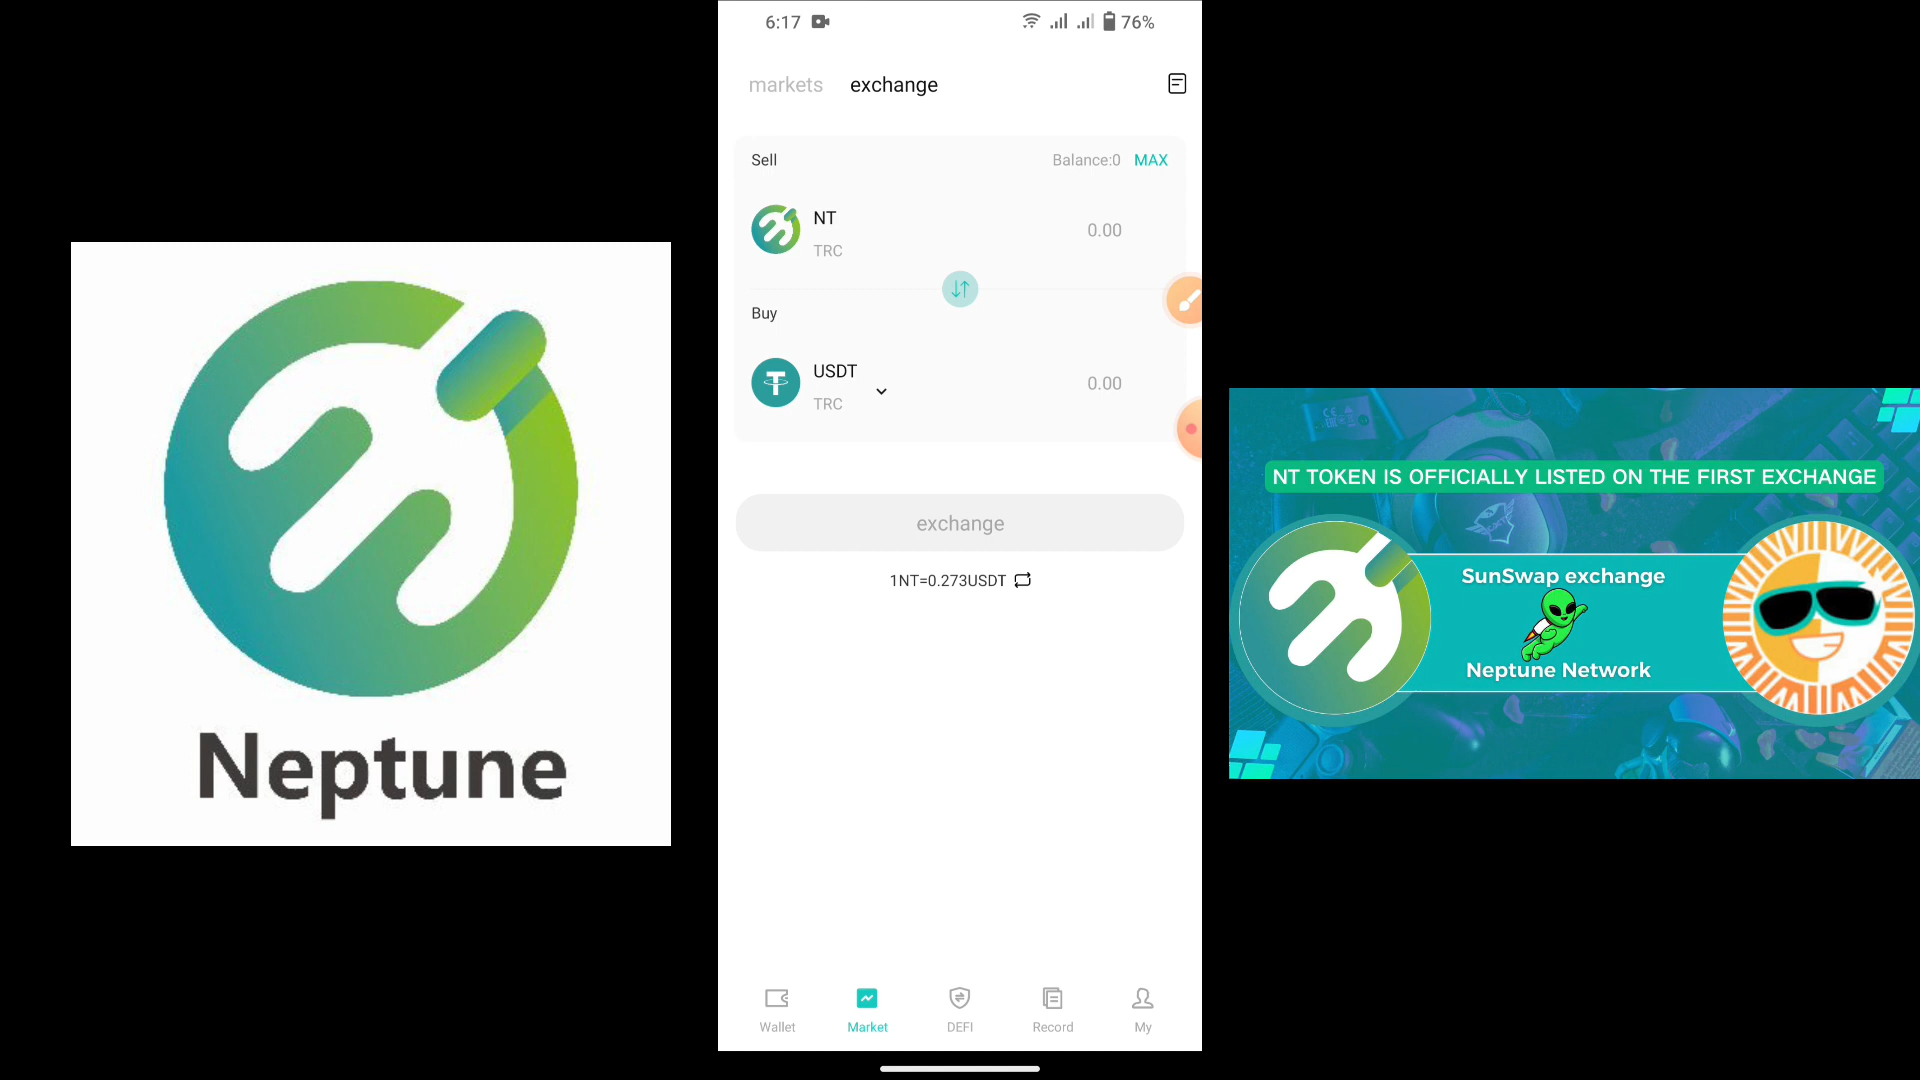 Neptune
6:17
76%
markets exchange
Sell
Balance:0 MAX
NT
TRC
0.00
Buy
USDT
TRC
0.00
exchange
1NT=0.273USDT
Wallet
Market
DEFI
Record
My
NT TOKEN IS OFFICIALLY LISTED ON THE FIRST EXCHANGE
SunSwap exchange
Neptune Network